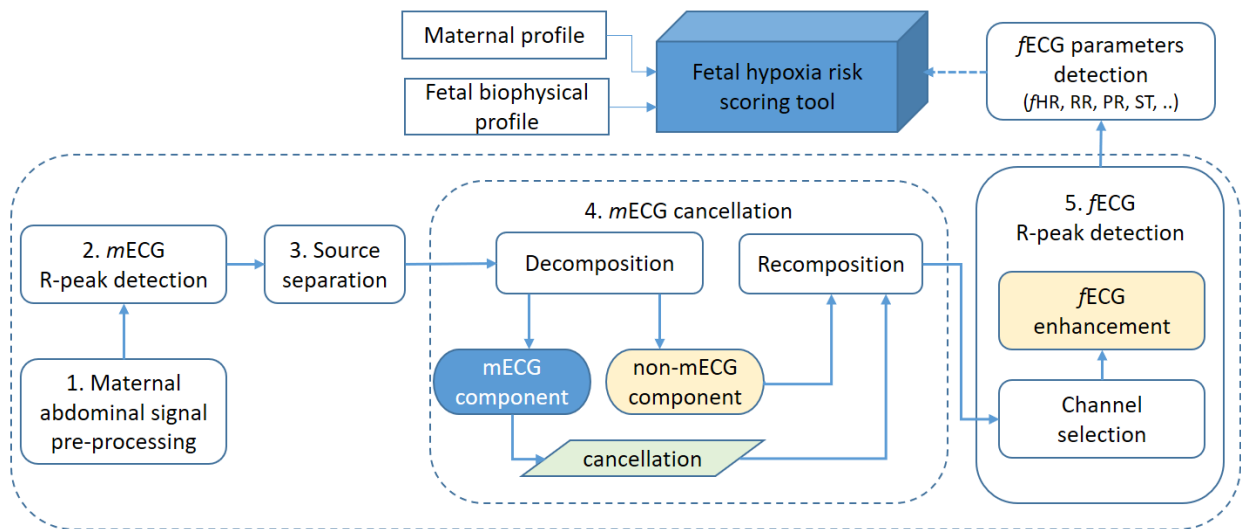 Maternal profile
Fetal biophysical
profile
Fetal hypoxia risk
scoring tool
fECG parameters
detection
(fHR, RR, PR, ST, ..)
1. Maternal
abdominal signal
pre-processing
2. mECG
R-peak detection
3. Source
separation
4. mECG cancellation
Decomposition
Recomposition
mECG
component
non-mECG
component
cancellation
5. fECG
R-peak detection
fECG
enhancement
Channel
selection